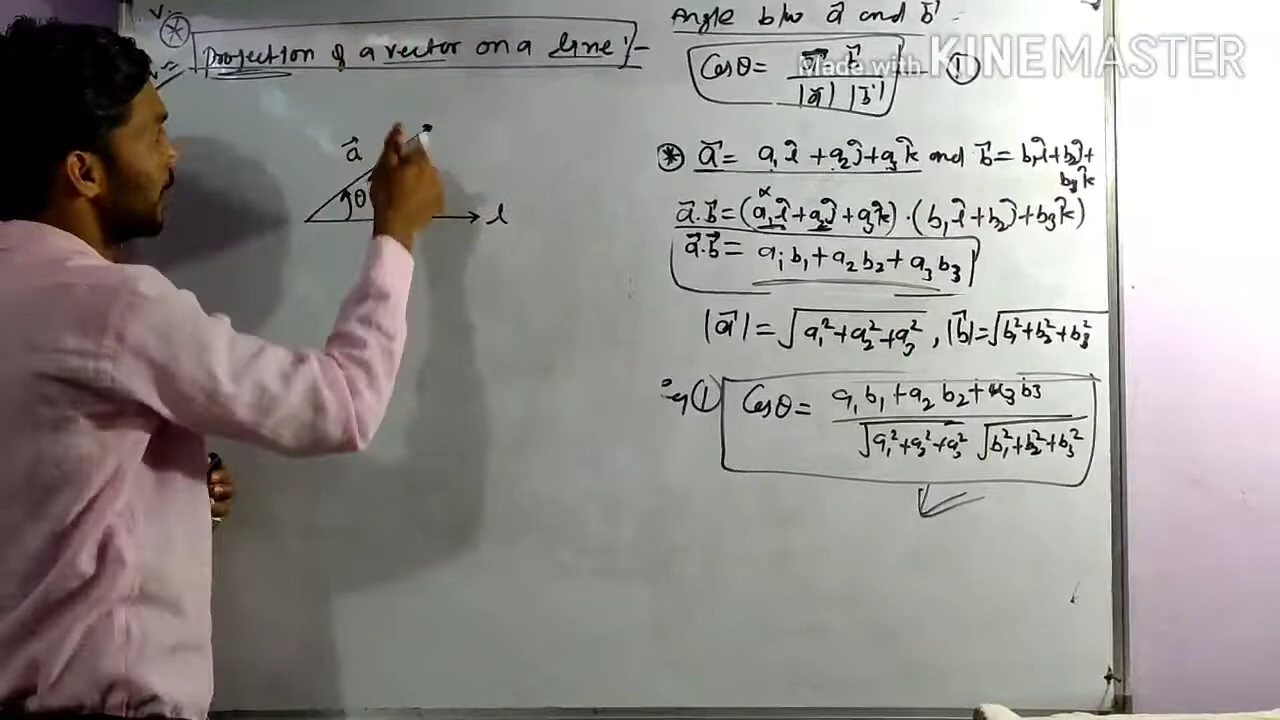 V.
Projection of a vector on a line :-
a⃗
θ
l
Angle b/w a⃗ and b⃗ -
Cosθ = a⃗ b⃗ / |a⃗| |b⃗| ①
Made with KINEMASTER
a⃗ = a₁î + a₂ĵ + a₃k̂ and b⃗ = b₁î + b₂ĵ +
b₃k̂
a⃗.b⃗ = (a₁î + a₂ĵ + a₃k̂) . (b₁î + b₂ĵ + b₃k̂)
a⃗.b⃗ = a₁b₁ + a₂b₂ + a₃b₃
|a⃗| = √a₁² + a₂² + a₃² , |b⃗| = √b₁² + b₂² + b₃²
① Cosθ = a₁b₁ + a₂b₂ + a₃b₃ / √a₁² + a₂² + a₃² √b₁² + b₂² + b₃²